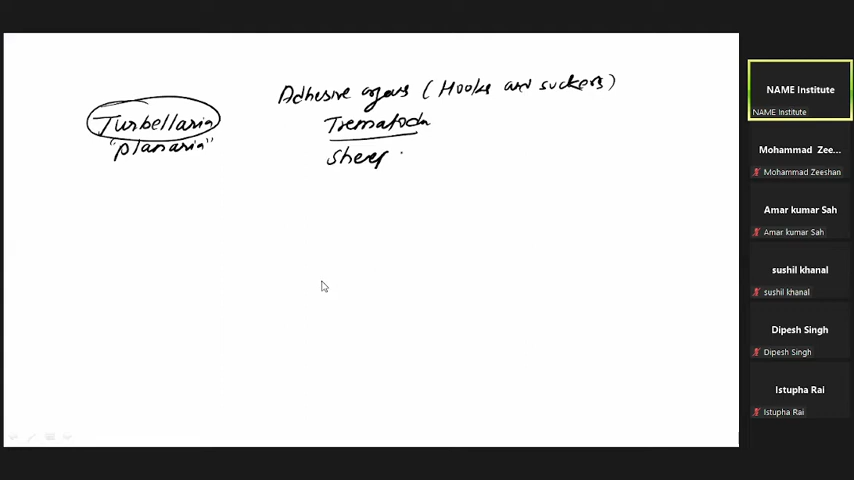 Adhesive organs (Hooks and suckers)
Turbellaria
"planaria"
Trematoda
sheep
NAME Institute
NAME Institute
Mohammad Zee...
Mohammad Zeeshan
Amar kumar Sah
Amar kumar Sah
sushil khanal
sushil khanal
Dipesh Singh
Dipesh Singh
Istupha Rai
Istupha Rai